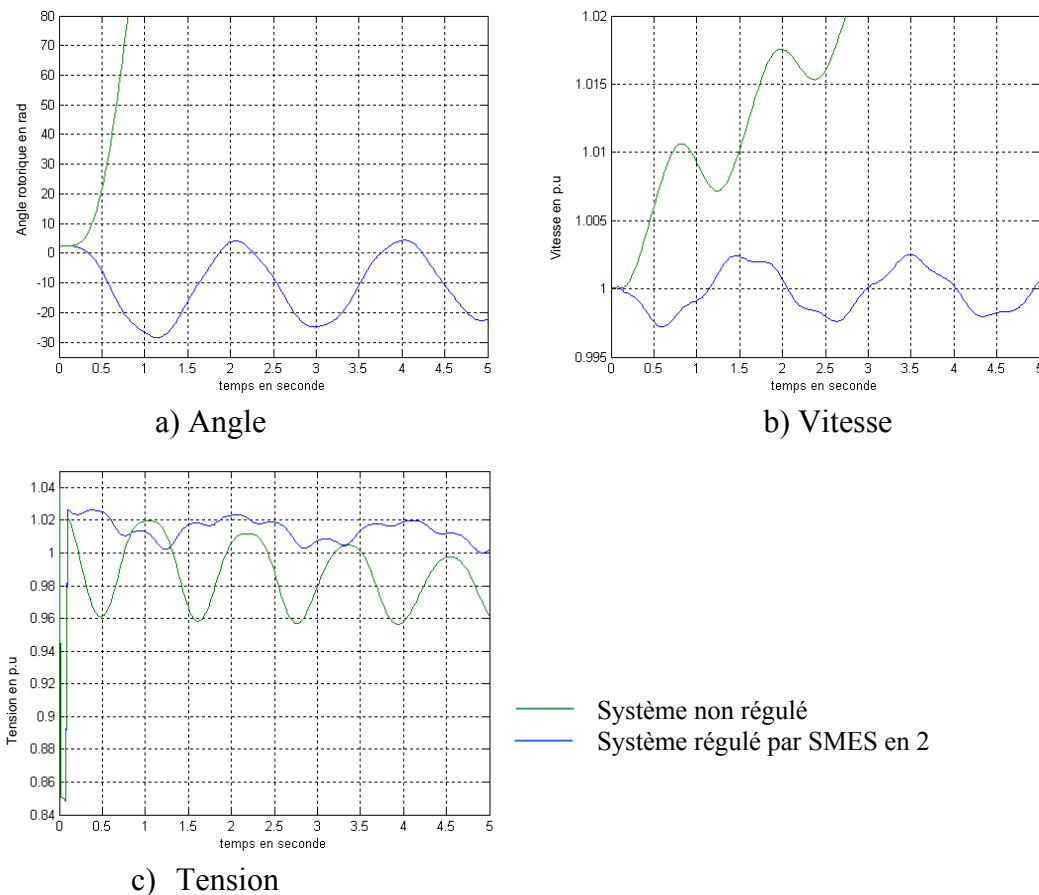 80
70
60
50
40
30
20
10
0
-10
-20
-30
Angle rotorique en rad
0 0.5 1 1.5 2 2.5 3 3.5 4 4.5 5
temps en seconde
a) Angle
1.02
1.015
1.01
1.005
1
0.995
Vitesse en p.u
0 0.5 1 1.5 2 2.5 3 3.5 4 4.5 5
temps en seconde
b) Vitesse
1.04
1.02
1
0.98
0.96
0.94
0.92
0.9
0.88
0.86
0.84
Tension en p.u
0 0.5 1 1.5 2 2.5 3 3.5 4 4.5 5
temps en seconde
c) Tension
Système non régulé
Système régulé par SMES en 2